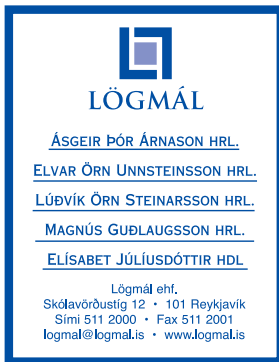 LÖGMÁL
ÁSGEIR ÞÓR ÁRNASON HRL.
ELVAR ÖRN UNNSTEINSSON HRL.
LÚÐVÍK ÖRN STEINARSSON HRL.
MAGNÚS GUÐLAUGSSON HRL.
ELÍSABET JÚLÍUSDÓTTIR HDL
Lögmál ehf.
Skólavörðustíg 12 • 101 Reykjavík
Sími 511 2000 • Fax 511 2001
logmal@logmal.is • www.logmal.is